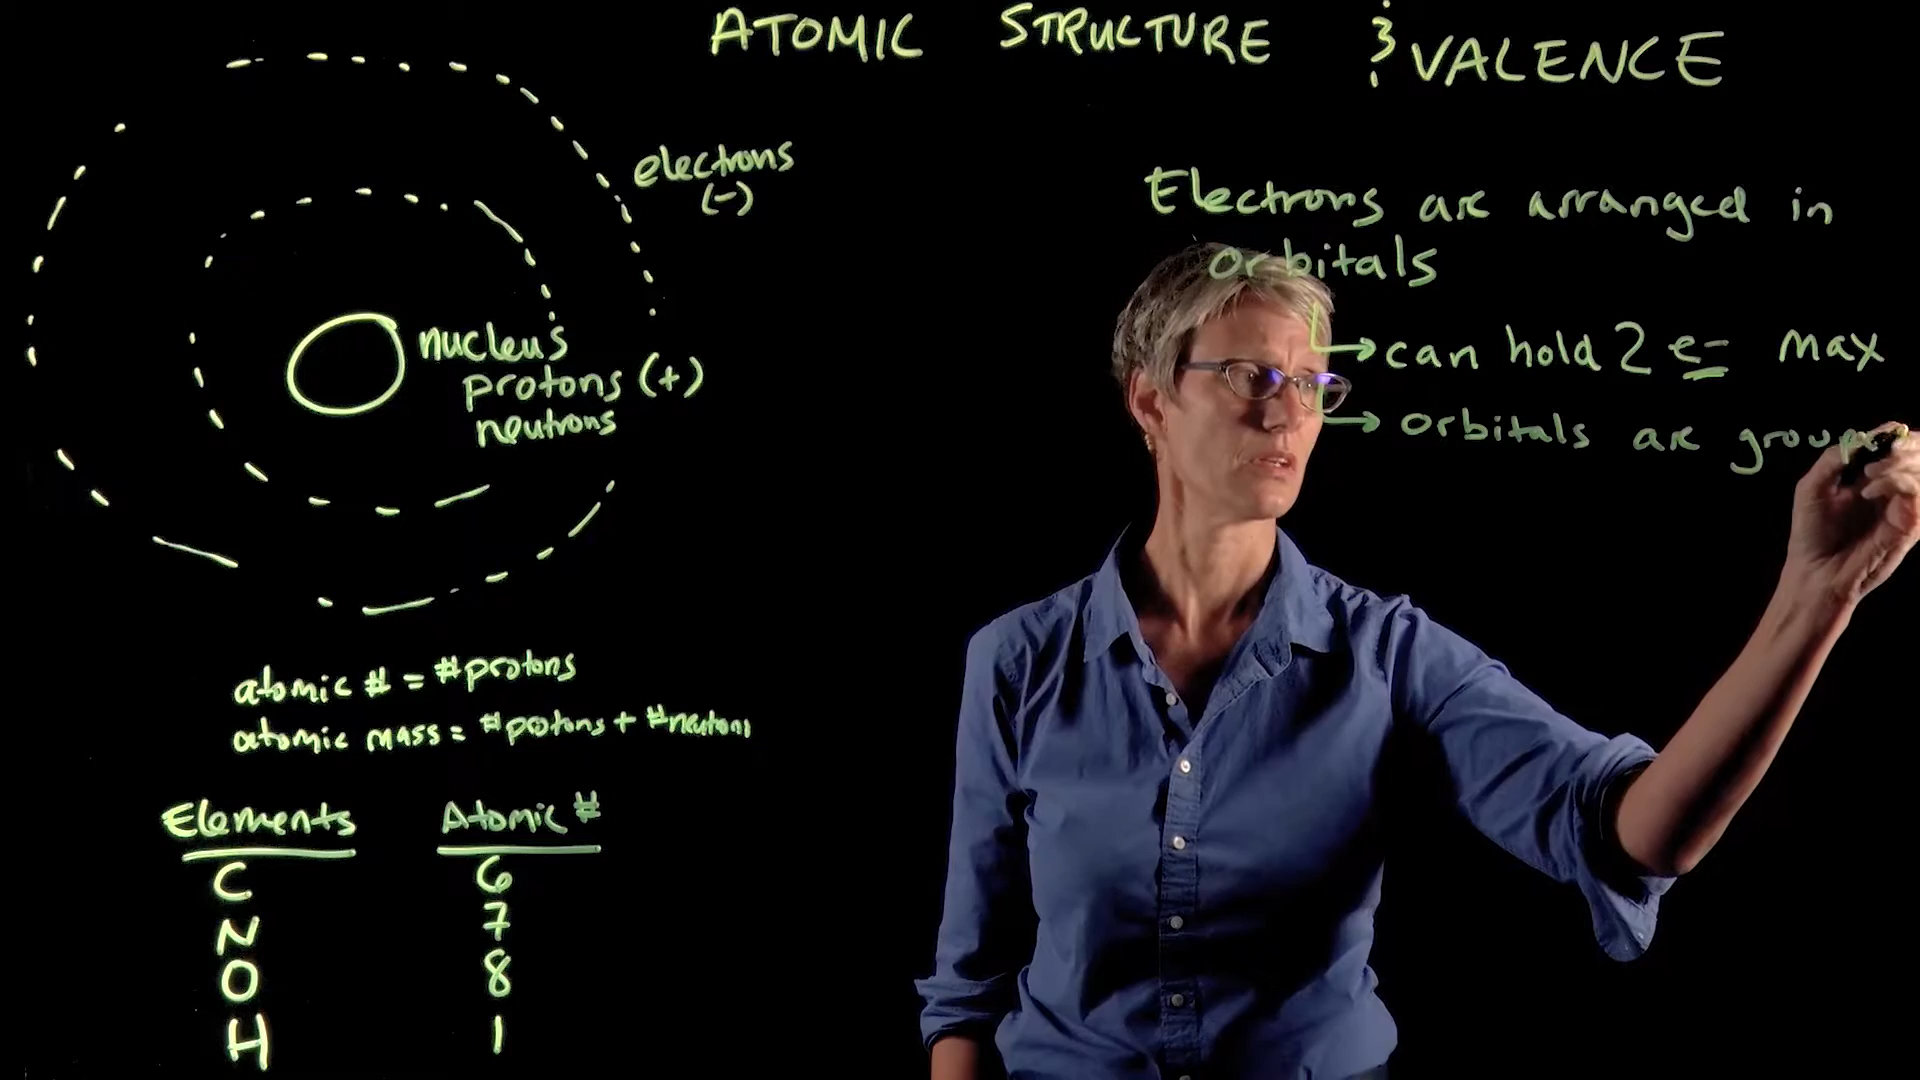 ATOMIC STRUCTURE & VALENCE
electrons
(-)
nucleus
protons (+)
neutrons
atomic # = #protons
atomic mass = #protons + #neutrons
Elements Atomic #
C 6
N 7
O 8
H 1
Electrons are arranged in
orbitals
can hold 2 e- max
orbitals are